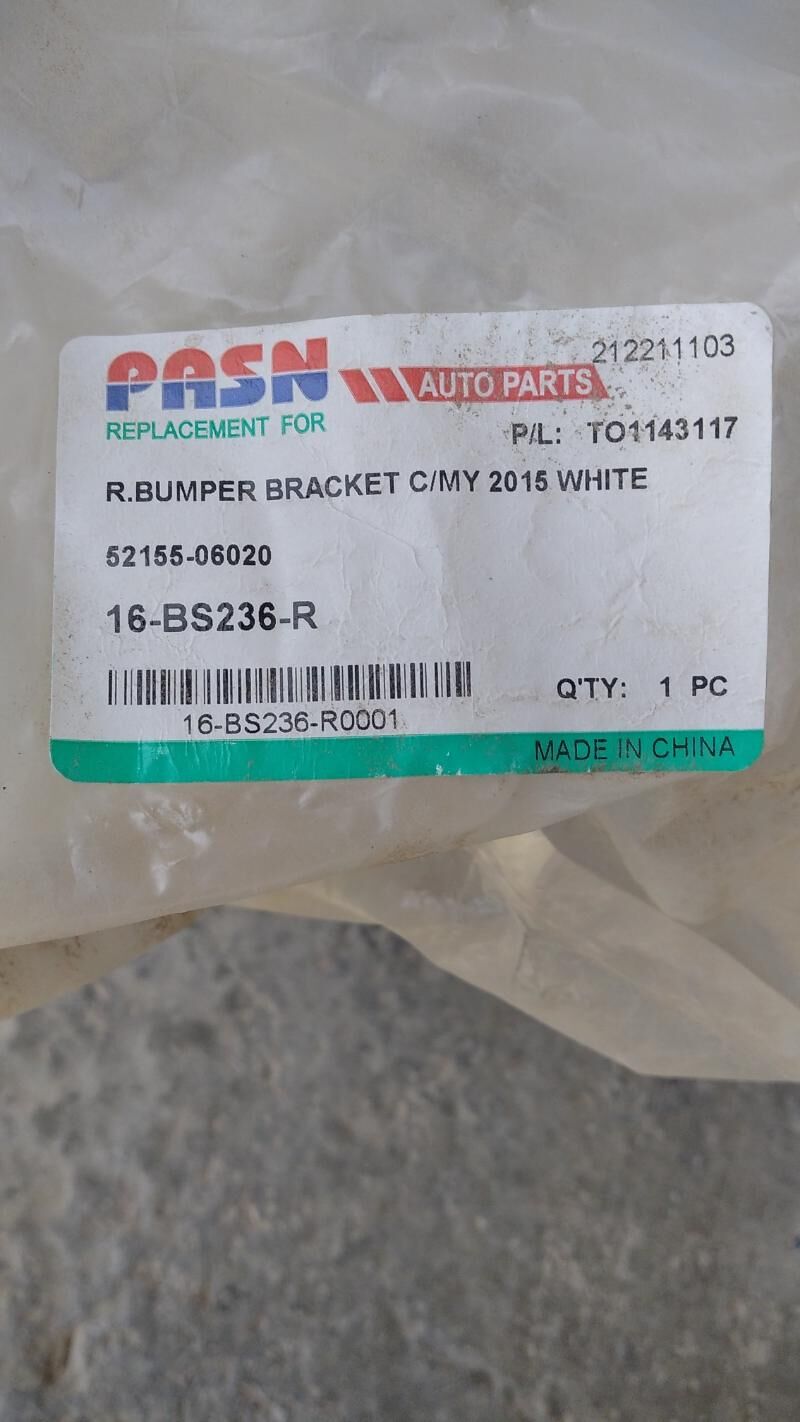 PASN AUTO PARTS
212211103
REPLACEMENT FOR
P/L: TO1143117
R.BUMPER BRACKET C/MY 2015 WHITE
52155-06020
16-BS236-R
Q'TY: 1 PC
16-BS236-R0001
MADE IN CHINA